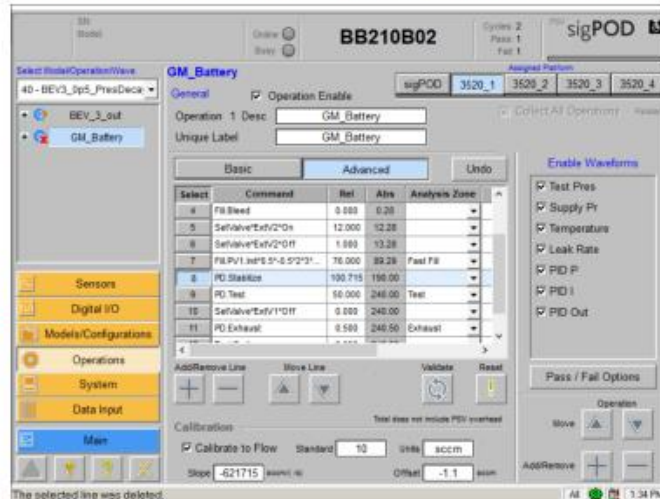 SN
Model
Online
Busy
BB210B02
Cycles 2
Pass 1
Fail 1
sigPOD
Select Model/Operation/Wave
40 - BEV3_0p5_PresDeca
BEV_3_out
GM_Battery
GM_Battery
Assigned Platform
sigPOD 3520_1 3520_2 3520_3 3520_4
General
Operation Enable
Collect All Operations
Operation 1 Desc GM_Battery
Unique Label GM_Battery
Basic Advanced Undo
Select Command Rel Abs Analysis Zone
4 Fill.Bleed 0.000 0.28
5 SetValve*ExtV2*On 12.000 12.28
6 SetValve*ExtV2*Off 1.000 13.28
7 Fill.PV1.Int*0.5*-0.5*2*3*... 76.000 89.29 Fast Fill
8 PD.Stabilize 100.715 190.00
9 PD.Test 50.000 240.00 Test
10 SetValve*ExtV1*Off 0.000 240.00
11 PD.Exhaust 0.500 240.50 Exhaust
Add/Remove Line Move Line Validate Reset
Total does not include PSV overhead
Calibration
Calibrate to Flow Standard 10 Units sccm
Slope -621715 Offset -1.1 sccm
Enable Waveforms
Test Pres
Supply Pr
Temperature
Leak Rate
PID P
PID I
PID Out
Pass / Fail Options
Operation
Move
Add/Remove
Sensors
Digital I/O
Models/Configurations
Operations
System
Data Input
Main
The selected line was deleted.
All 1:34 PM